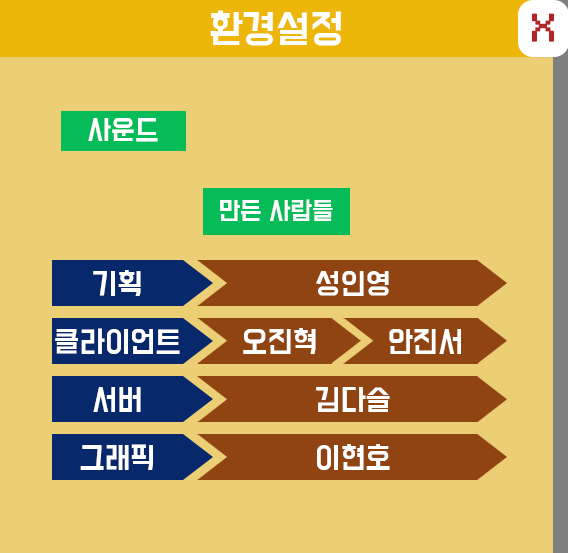 환경설정 X
사운드
만든 사람들
기획 성인영
클라이언트 오진혁 안진서
서버 김다슬
그래픽 이현호